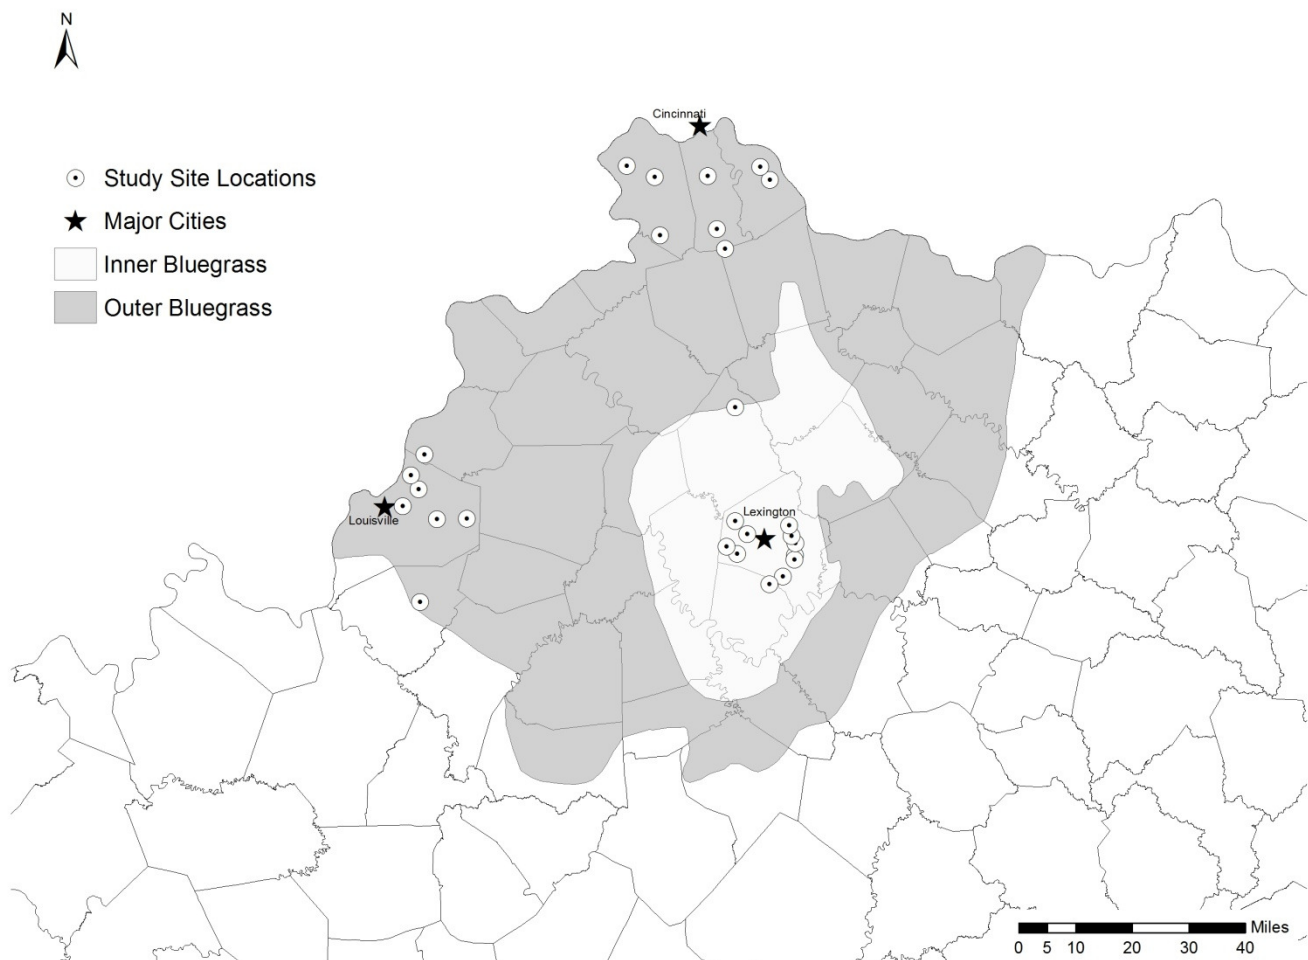 N
Cincinnati
Study Site Locations
Major Cities
Inner Bluegrass
Outer Bluegrass
Louisville
Lexington
Miles
0 5 10 20 30 40